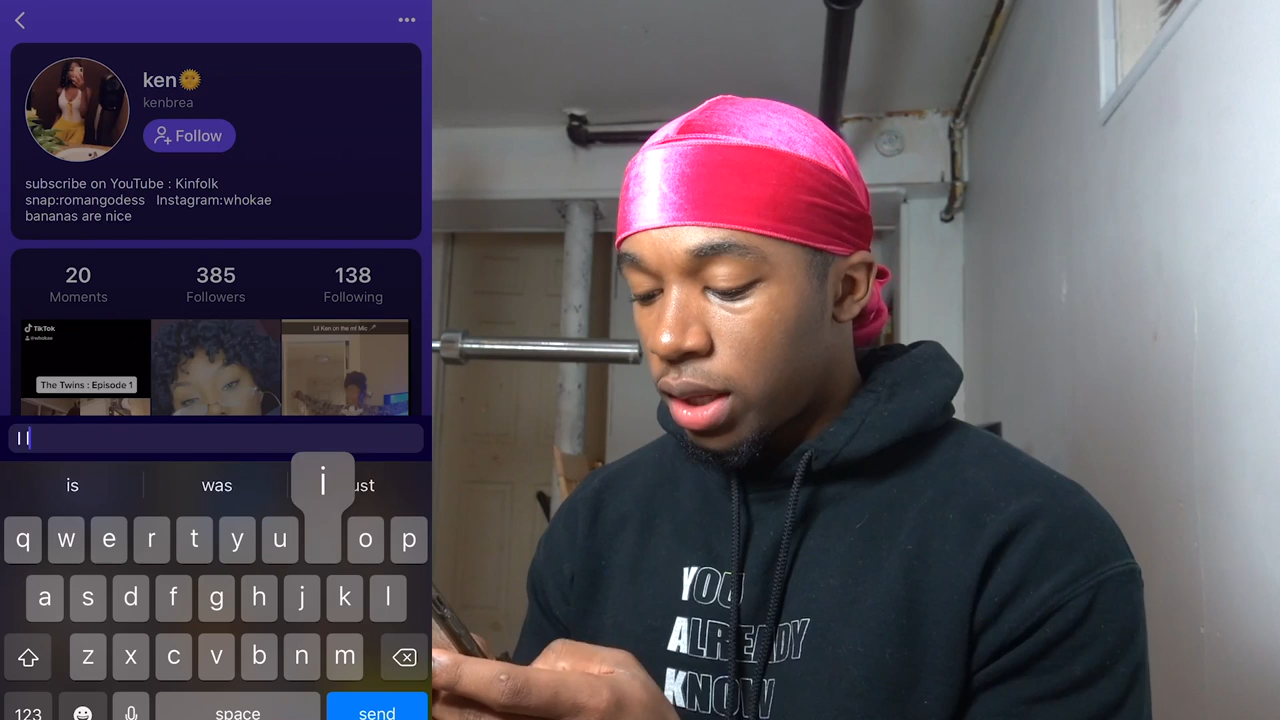 ken🌞
kenbrea
Follow
subscribe on YouTube : Kinfolk
snap:romangodess Instagram:whokae
bananas are nice
20
Moments
385
Followers
138
Following
TikTok
@whokae
The Twins : Episode 1
Lil Ken on the mf Mic 🎤
I I
is
was
ust
i
q w e r t y u o p
a s d f g h j k l
z x c v b n m
123
space
send
YOU
ALREADY
KNOW